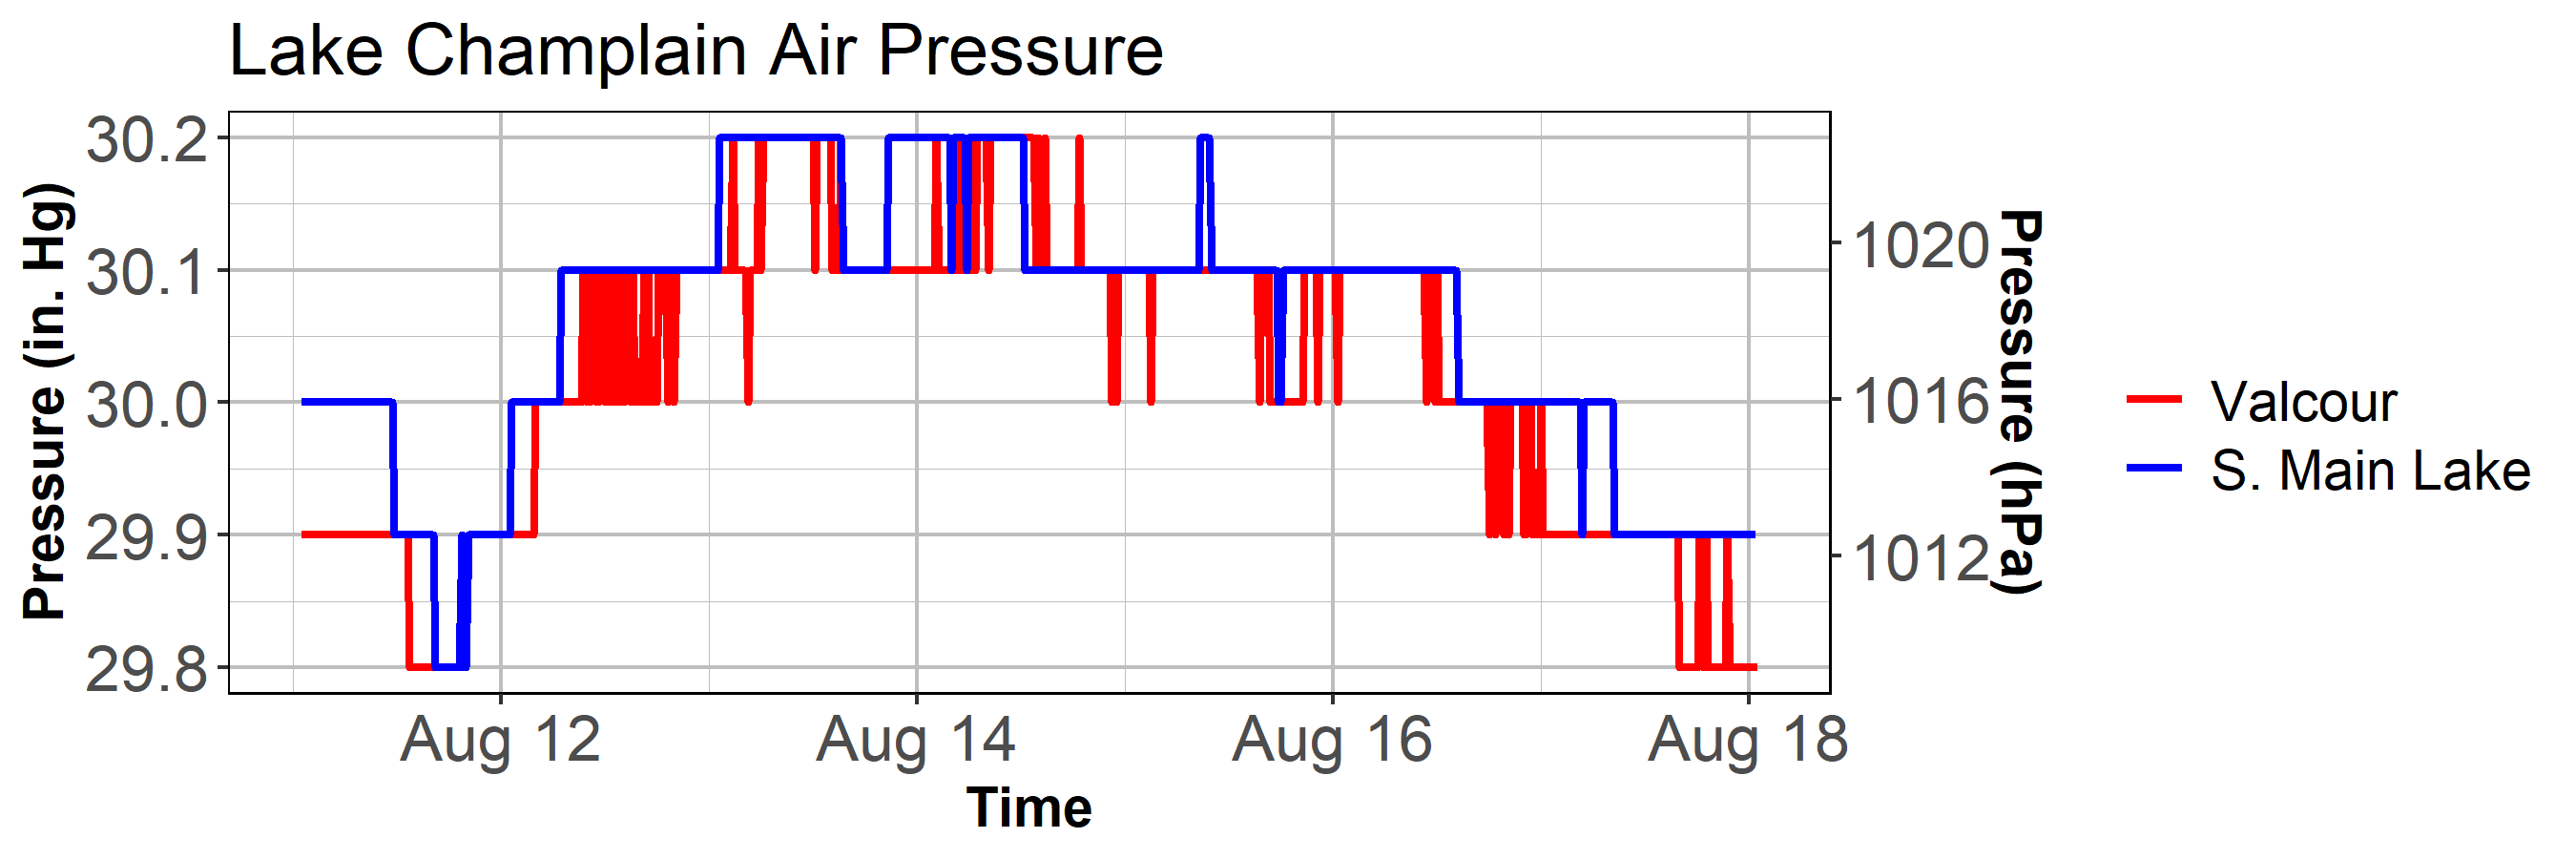 Lake Champlain Air Pressure
Pressure (in. Hg)
30.2
30.1
30.0
29.9
29.8
Aug 12
Aug 14
Aug 16
Aug 18
Time
1020
1016
1012
Pressure (hPa)
Valcour
S. Main Lake